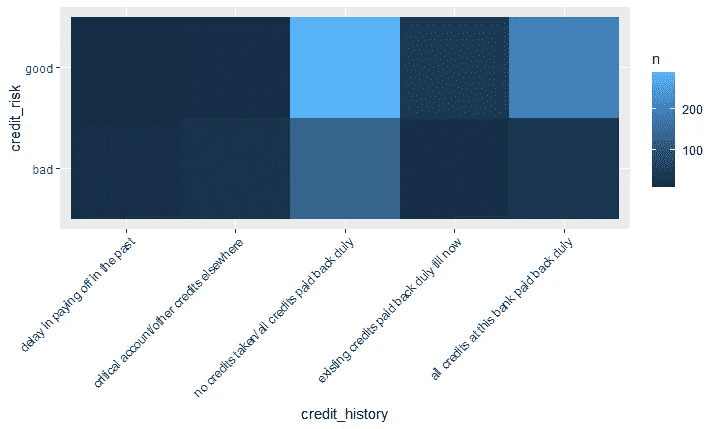 good
bad
credit_risk
n
200
100
delay in paying off in the past
critical account/other credits elsewhere
no credits taken/all credits paid back duly
existing credits paid back duly till now
all credits at this bank paid back duly
credit_history